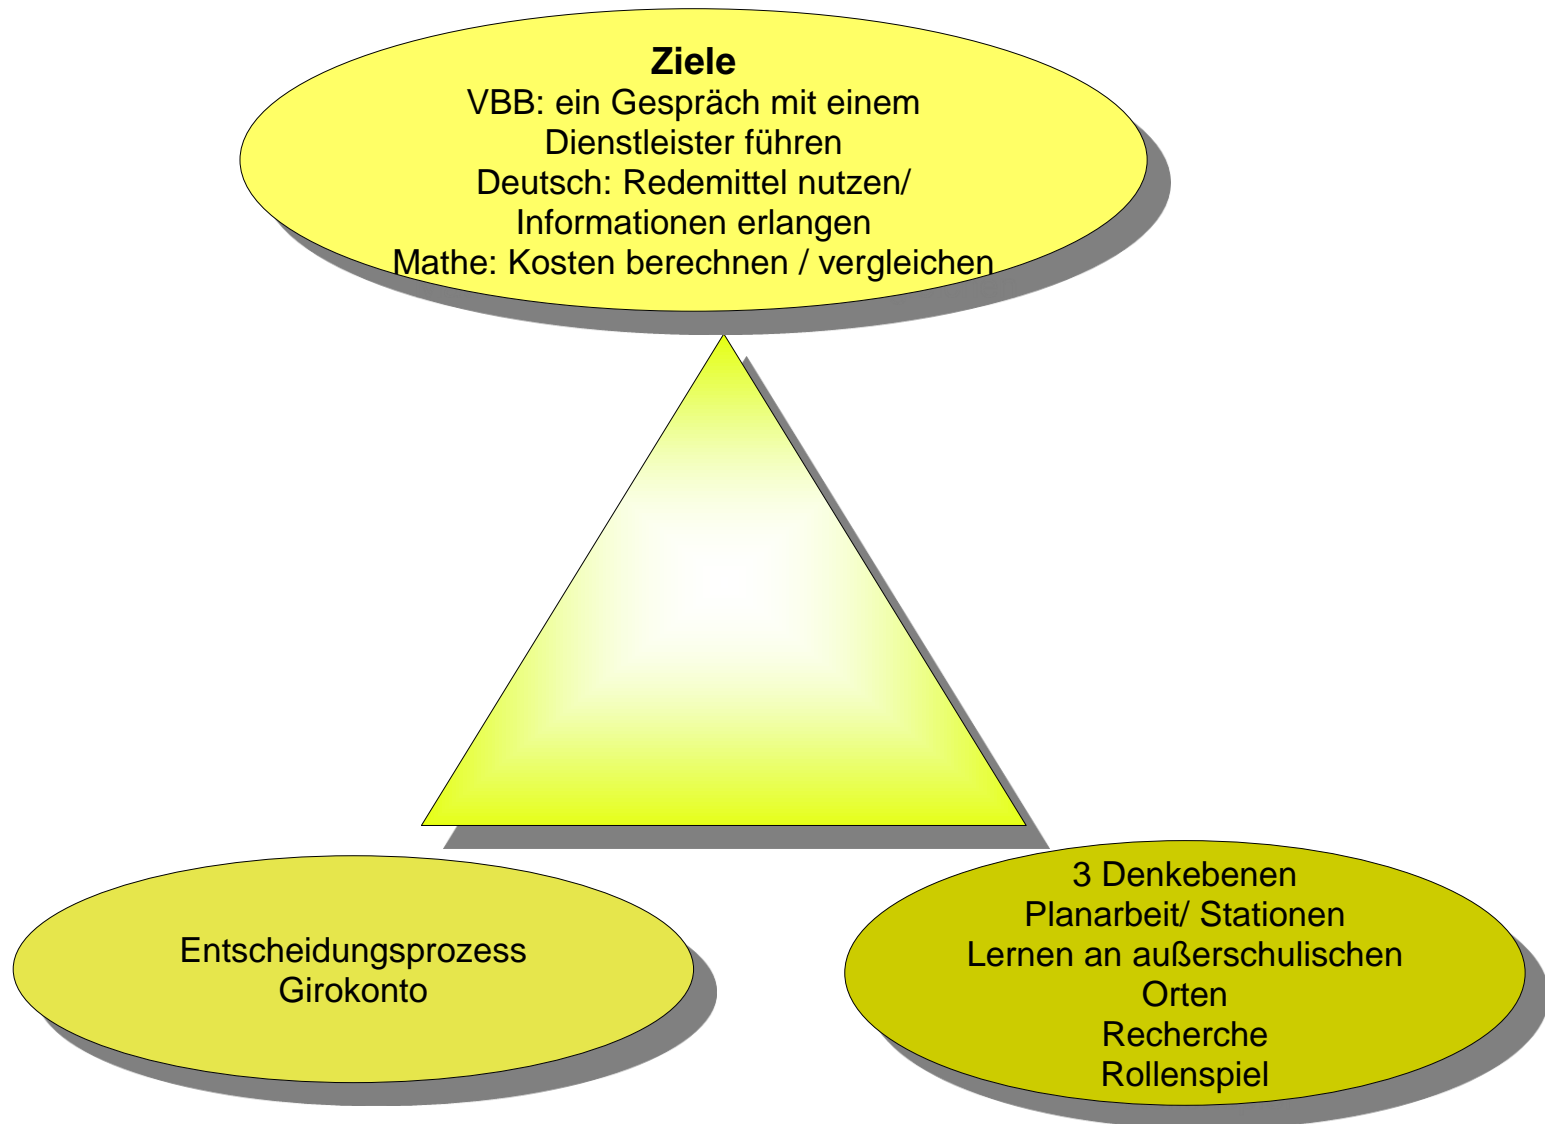 Ziele
VBB: ein Gespräch mit einem
Dienstleister führen
Deutsch: Redemittel nutzen/
Informationen erlangen
Mathe: Kosten berechnen / vergleichen
Entscheidungsprozess
Girokonto
3 Denkebenen
Planarbeit/ Stationen
Lernen an außerschulischen
Orten
Recherche
Rollenspiel